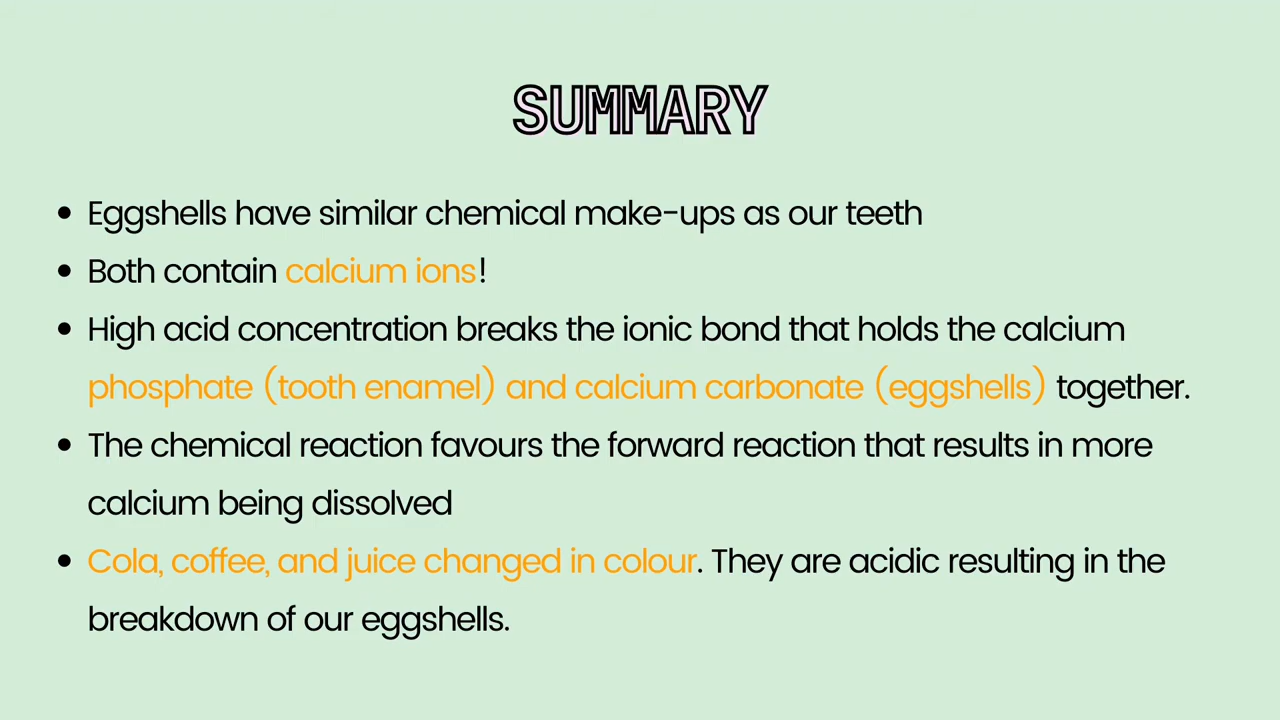 SUMMARY
• Eggshells have similar chemical make-ups as our teeth
• Both contain calcium ions!
• High acid concentration breaks the ionic bond that holds the calcium
phosphate (tooth enamel) and calcium carbonate (eggshells) together.
• The chemical reaction favours the forward reaction that results in more
calcium being dissolved
• Cola, coffee, and juice changed in colour. They are acidic resulting in the
breakdown of our eggshells.